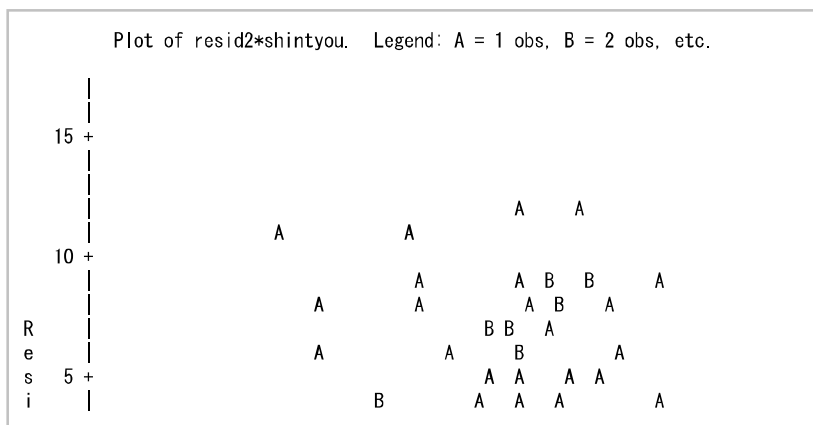 Plot of resid2*shintyou.  Legend: A = 1 obs, B = 2 obs, etc.
|
|
15 +
|
|
| A A
| A A
10 +
| A A B B A
| A A A B A
R | B B A
e | A A B A
s 5 + A A A A
i | B A A A A